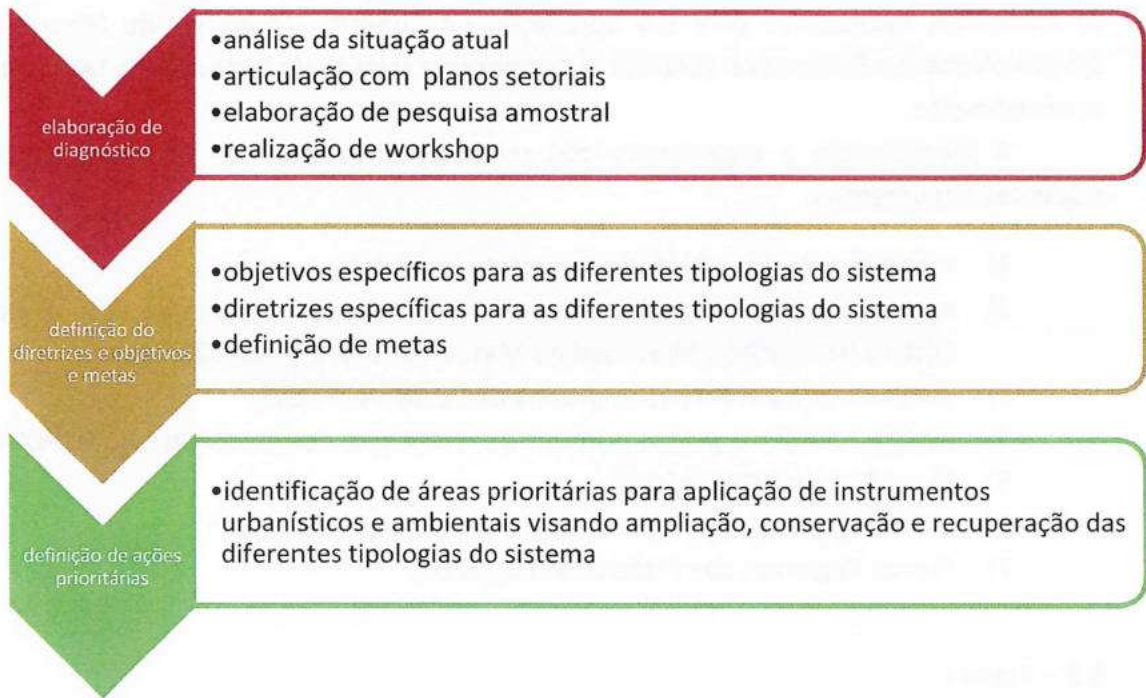 elaboração de
diagnóstico
•análise da situação atual
•articulação com planos setoriais
•elaboração de pesquisa amostral
•realização de workshop
definição do
diretrizes e objetivos
e metas
•objetivos específicos para as diferentes tipologias do sistema
•diretrizes específicas para as diferentes tipologias do sistema
•definição de metas
definição de ações
prioritárias
•identificação de áreas prioritárias para aplicação de instrumentos
urbanísticos e ambientais visando ampliação, conservação e recuperação das
diferentes tipologias do sistema